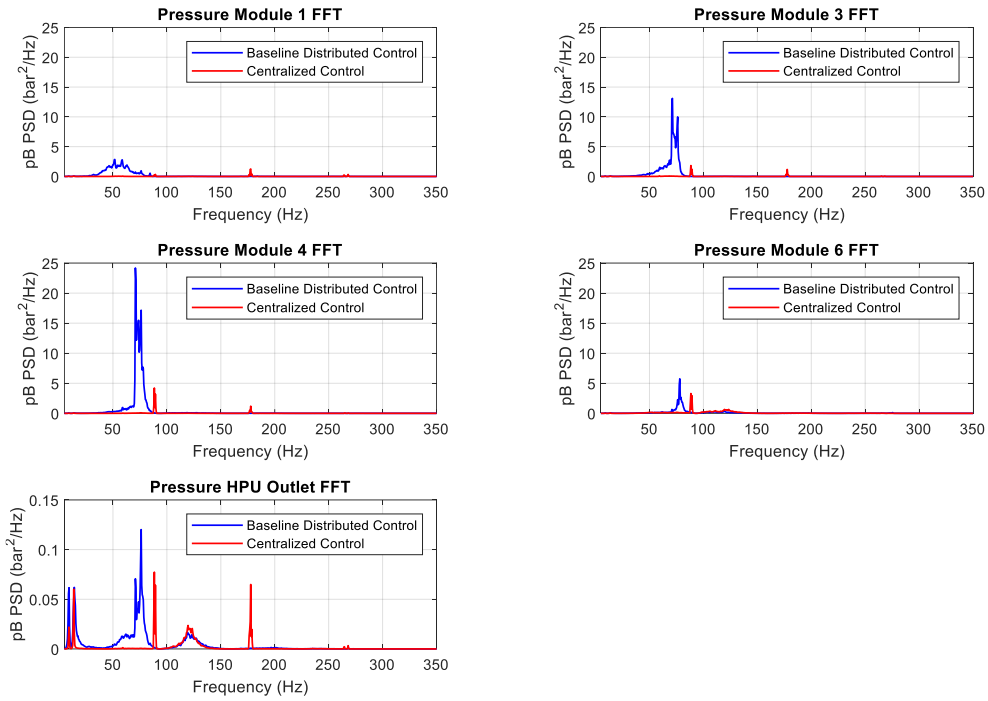 Pressure Module 1 FFT
25
20
15
10
5
0
pB PSD (bar²/Hz)
Baseline Distributed Control
Centralized Control
50 100 150 200 250 300 350
Frequency (Hz)
Pressure Module 3 FFT
25
20
15
10
5
0
pB PSD (bar²/Hz)
Baseline Distributed Control
Centralized Control
50 100 150 200 250 300 350
Frequency (Hz)
Pressure Module 4 FFT
25
20
15
10
5
0
pB PSD (bar²/Hz)
Baseline Distributed Control
Centralized Control
50 100 150 200 250 300 350
Frequency (Hz)
Pressure Module 6 FFT
25
20
15
10
5
0
pB PSD (bar²/Hz)
Baseline Distributed Control
Centralized Control
50 100 150 200 250 300 350
Frequency (Hz)
Pressure HPU Outlet FFT
0.15
0.1
0.05
0
pB PSD (bar²/Hz)
Baseline Distributed Control
Centralized Control
50 100 150 200 250 300 350
Frequency (Hz)